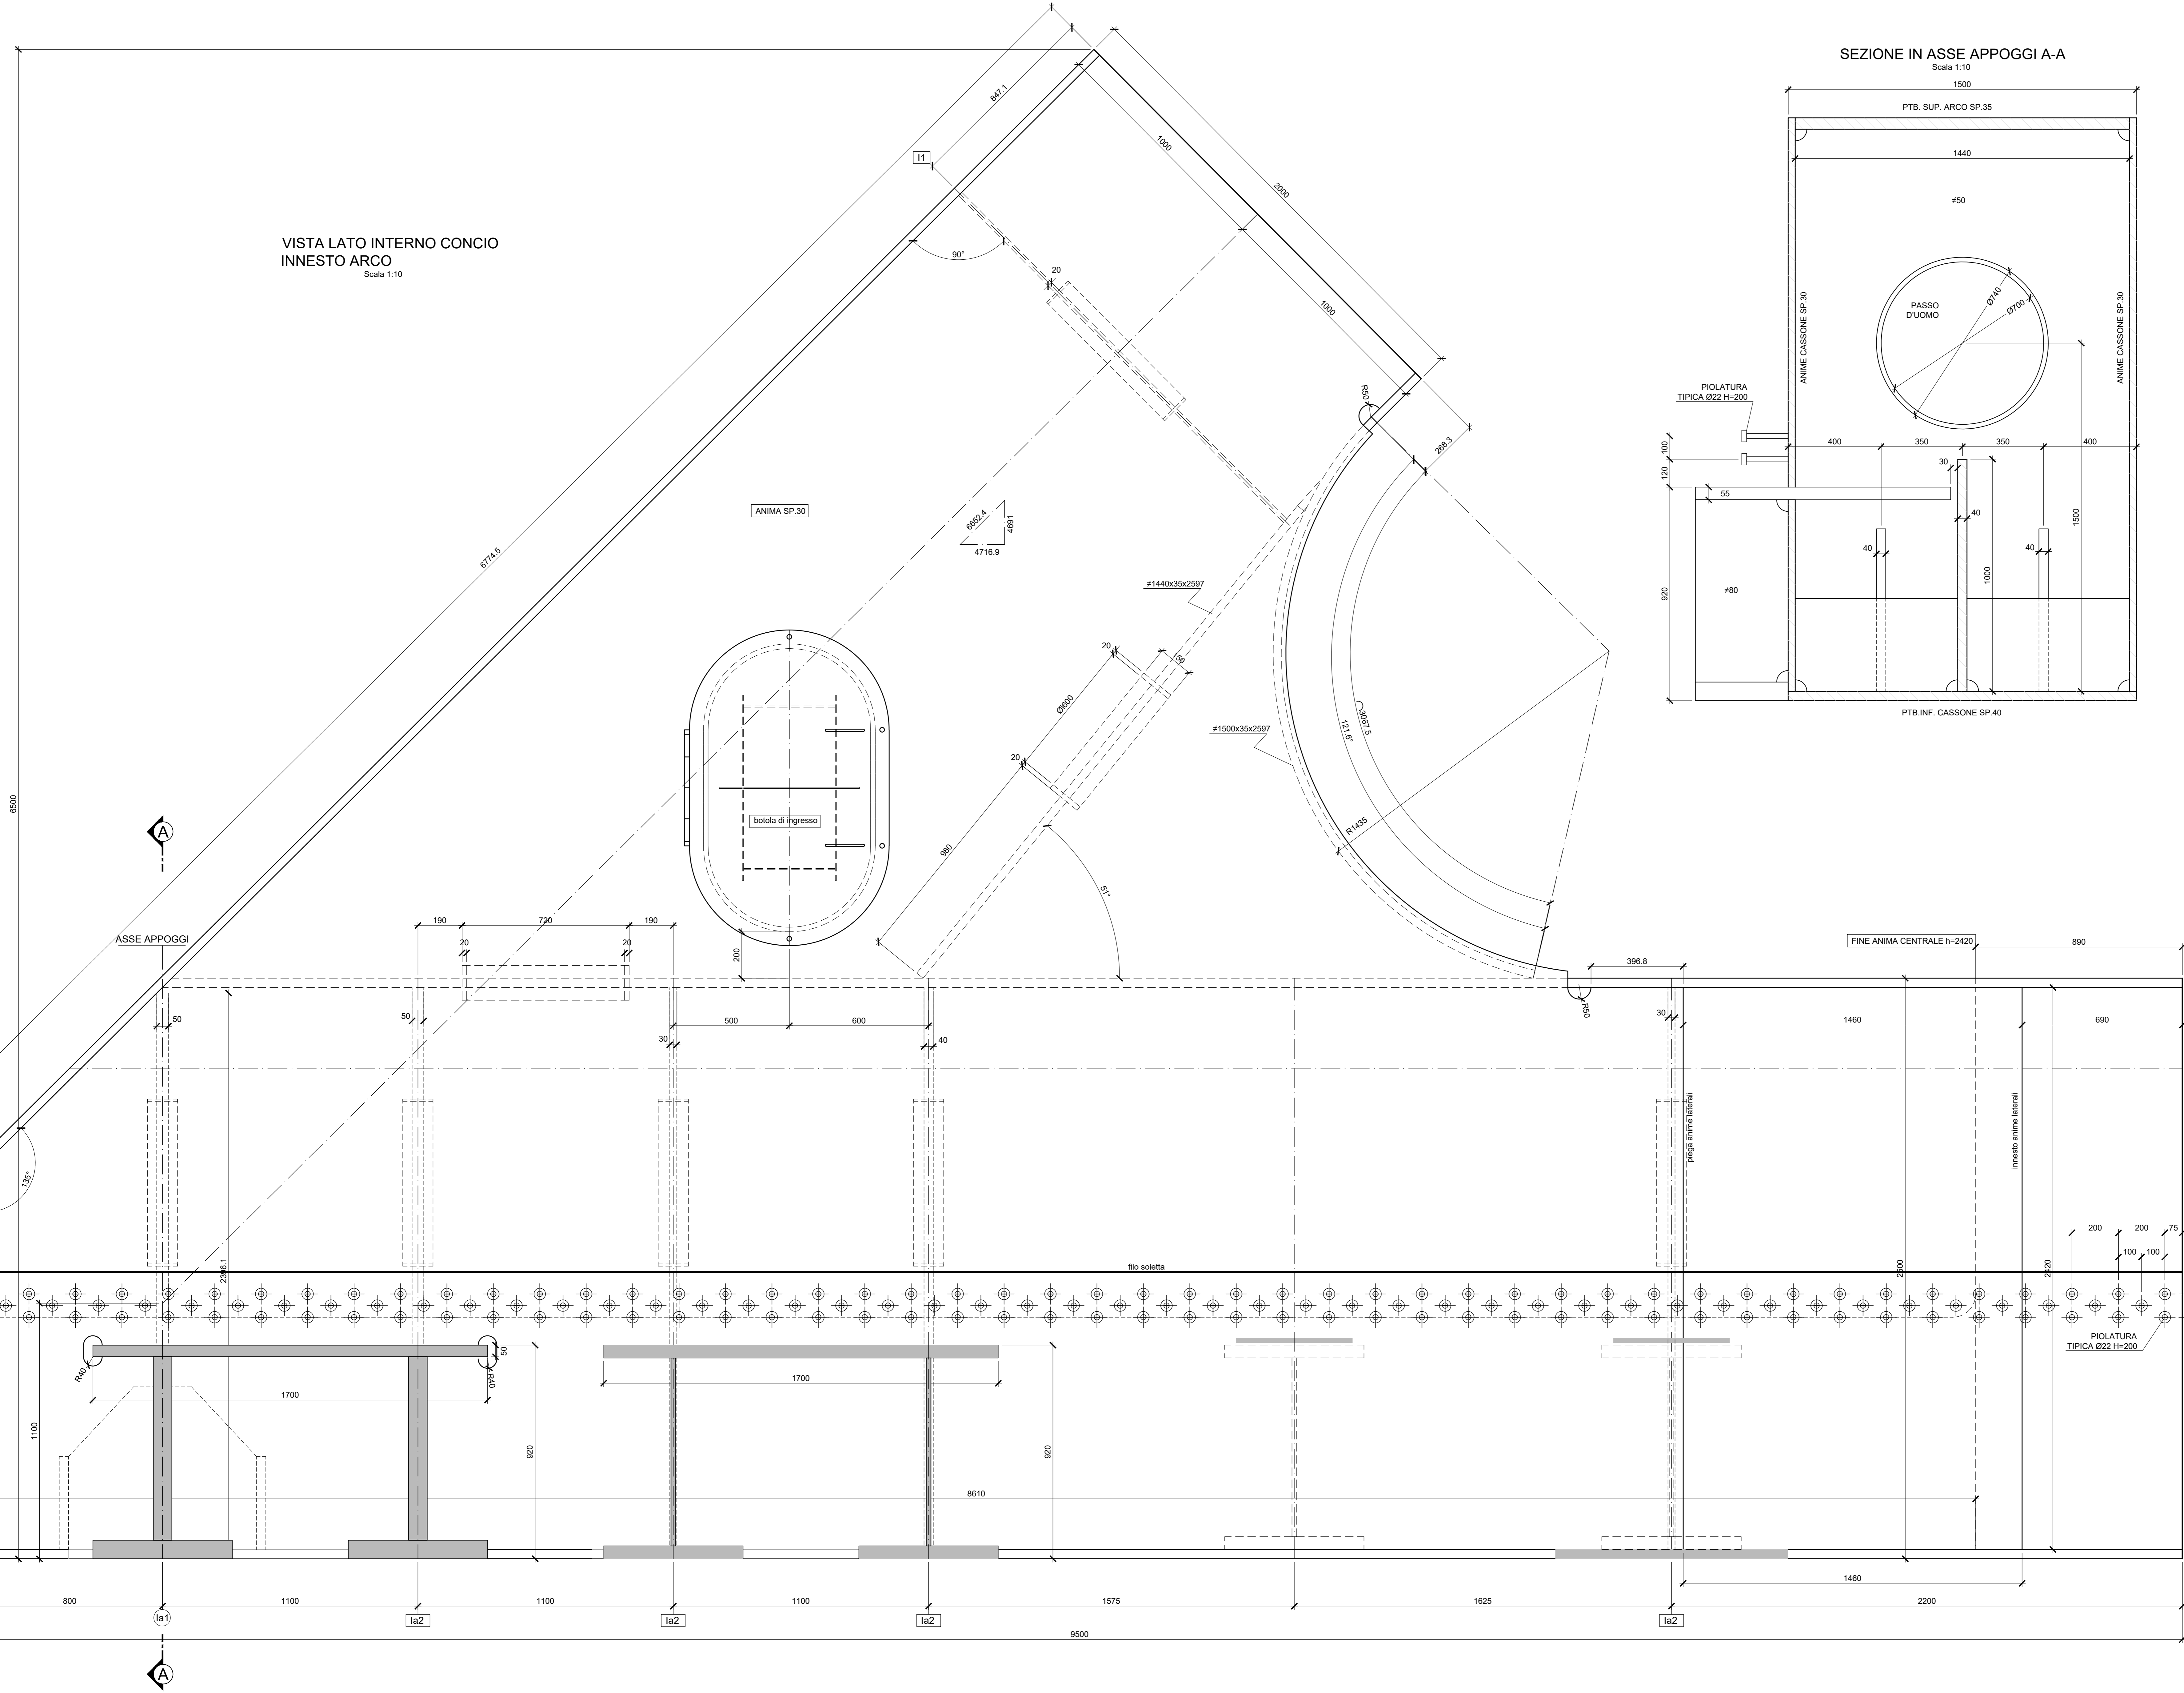 VISTA LATO INTERNO CONCIO
INNESTO ARCO
Scala 1:10
SEZIONE IN ASSE APPOGGI A-A
Scala 1:10
1500
PTB. SUP. ARCO SP.35
1440
≠50
ANIME CASSONE SP.30
PASSO
D'UOMO
Ø740
Ø700
ANIME CASSONE SP.30
PIOLATURA
TIPICA Ø22 H=200
100
120
920
400
350
350
400
30
55
40
1500
40
40
1000
≠80
PTB.INF. CASSONE SP.40
847.1
I1
1000
2000
90°
20
1000
R50
268.3
6774.5
ANIMA SP.30
6652.4
4691
4716.9
≠1440x35x2597
≠1500x35x2597
20
150
Øi600
20
980
51°
3067.5
121.6°
R1435
botola di ingresso
6500
A
ASSE APPOGGI
190
720
190
20
20
200
FINE ANIMA CENTRALE h=2420
890
396.8
R50
50
50
500
600
30
40
30
1460
690
piega anime laterali
innesto anime laterali
135°
2396.1
filo soletta
2500
2420
200
200
75
100
100
PIOLATURA
TIPICA Ø22 H=200
R40
R40
50
1700
1700
1100
920
920
8610
1460
800
1100
1100
1100
1575
1625
2200
Ia1
Ia2
Ia2
Ia2
Ia2
9500
A